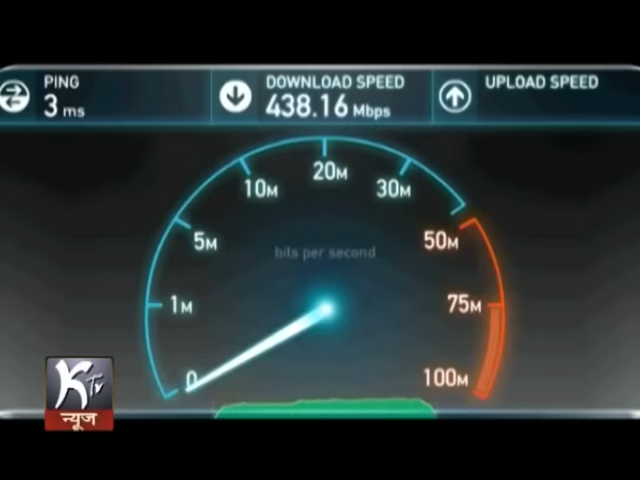 PING
3 ms
DOWNLOAD SPEED
438.16 Mbps
UPLOAD SPEED
0
1M
5M
10M
20M
30M
50M
75M
100M
bits per second
K TV
न्यूज